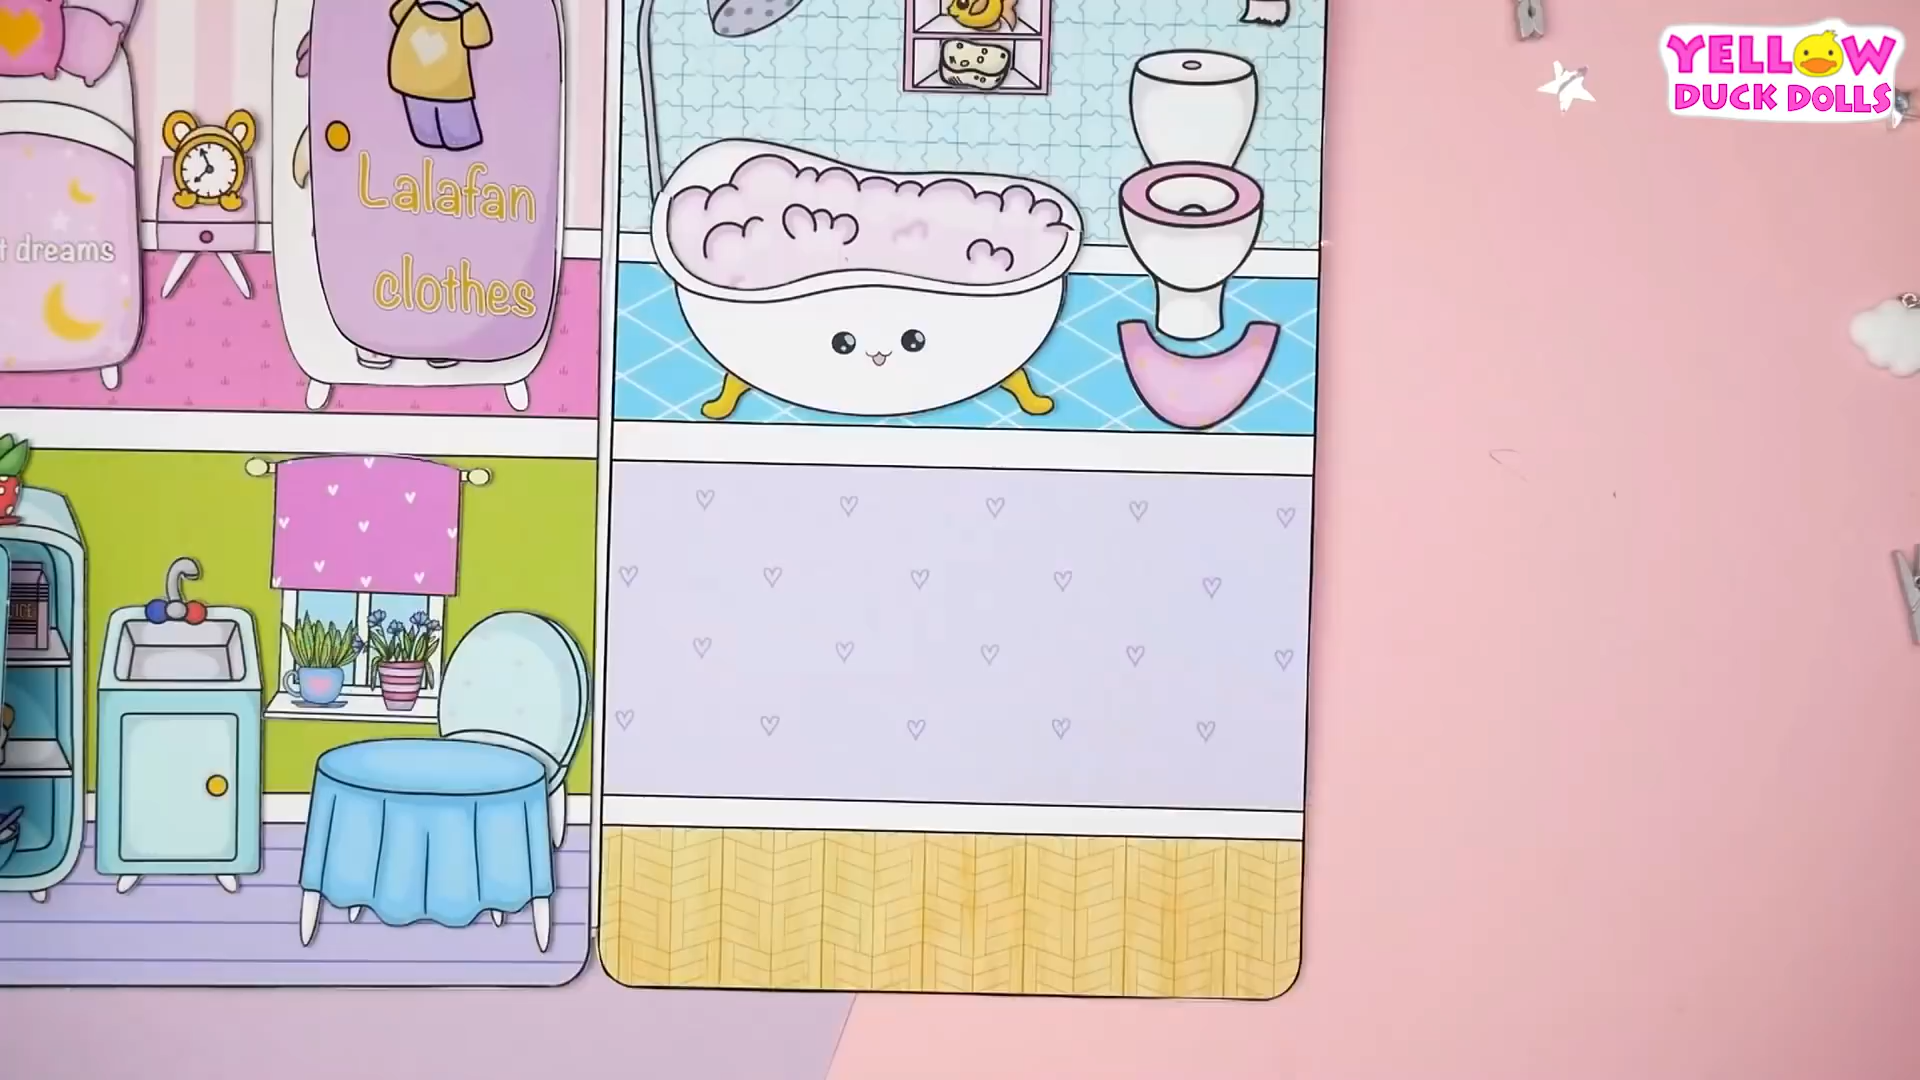 YELLOW
DUCK DOLLS
Lalafan
clothes
t dreams